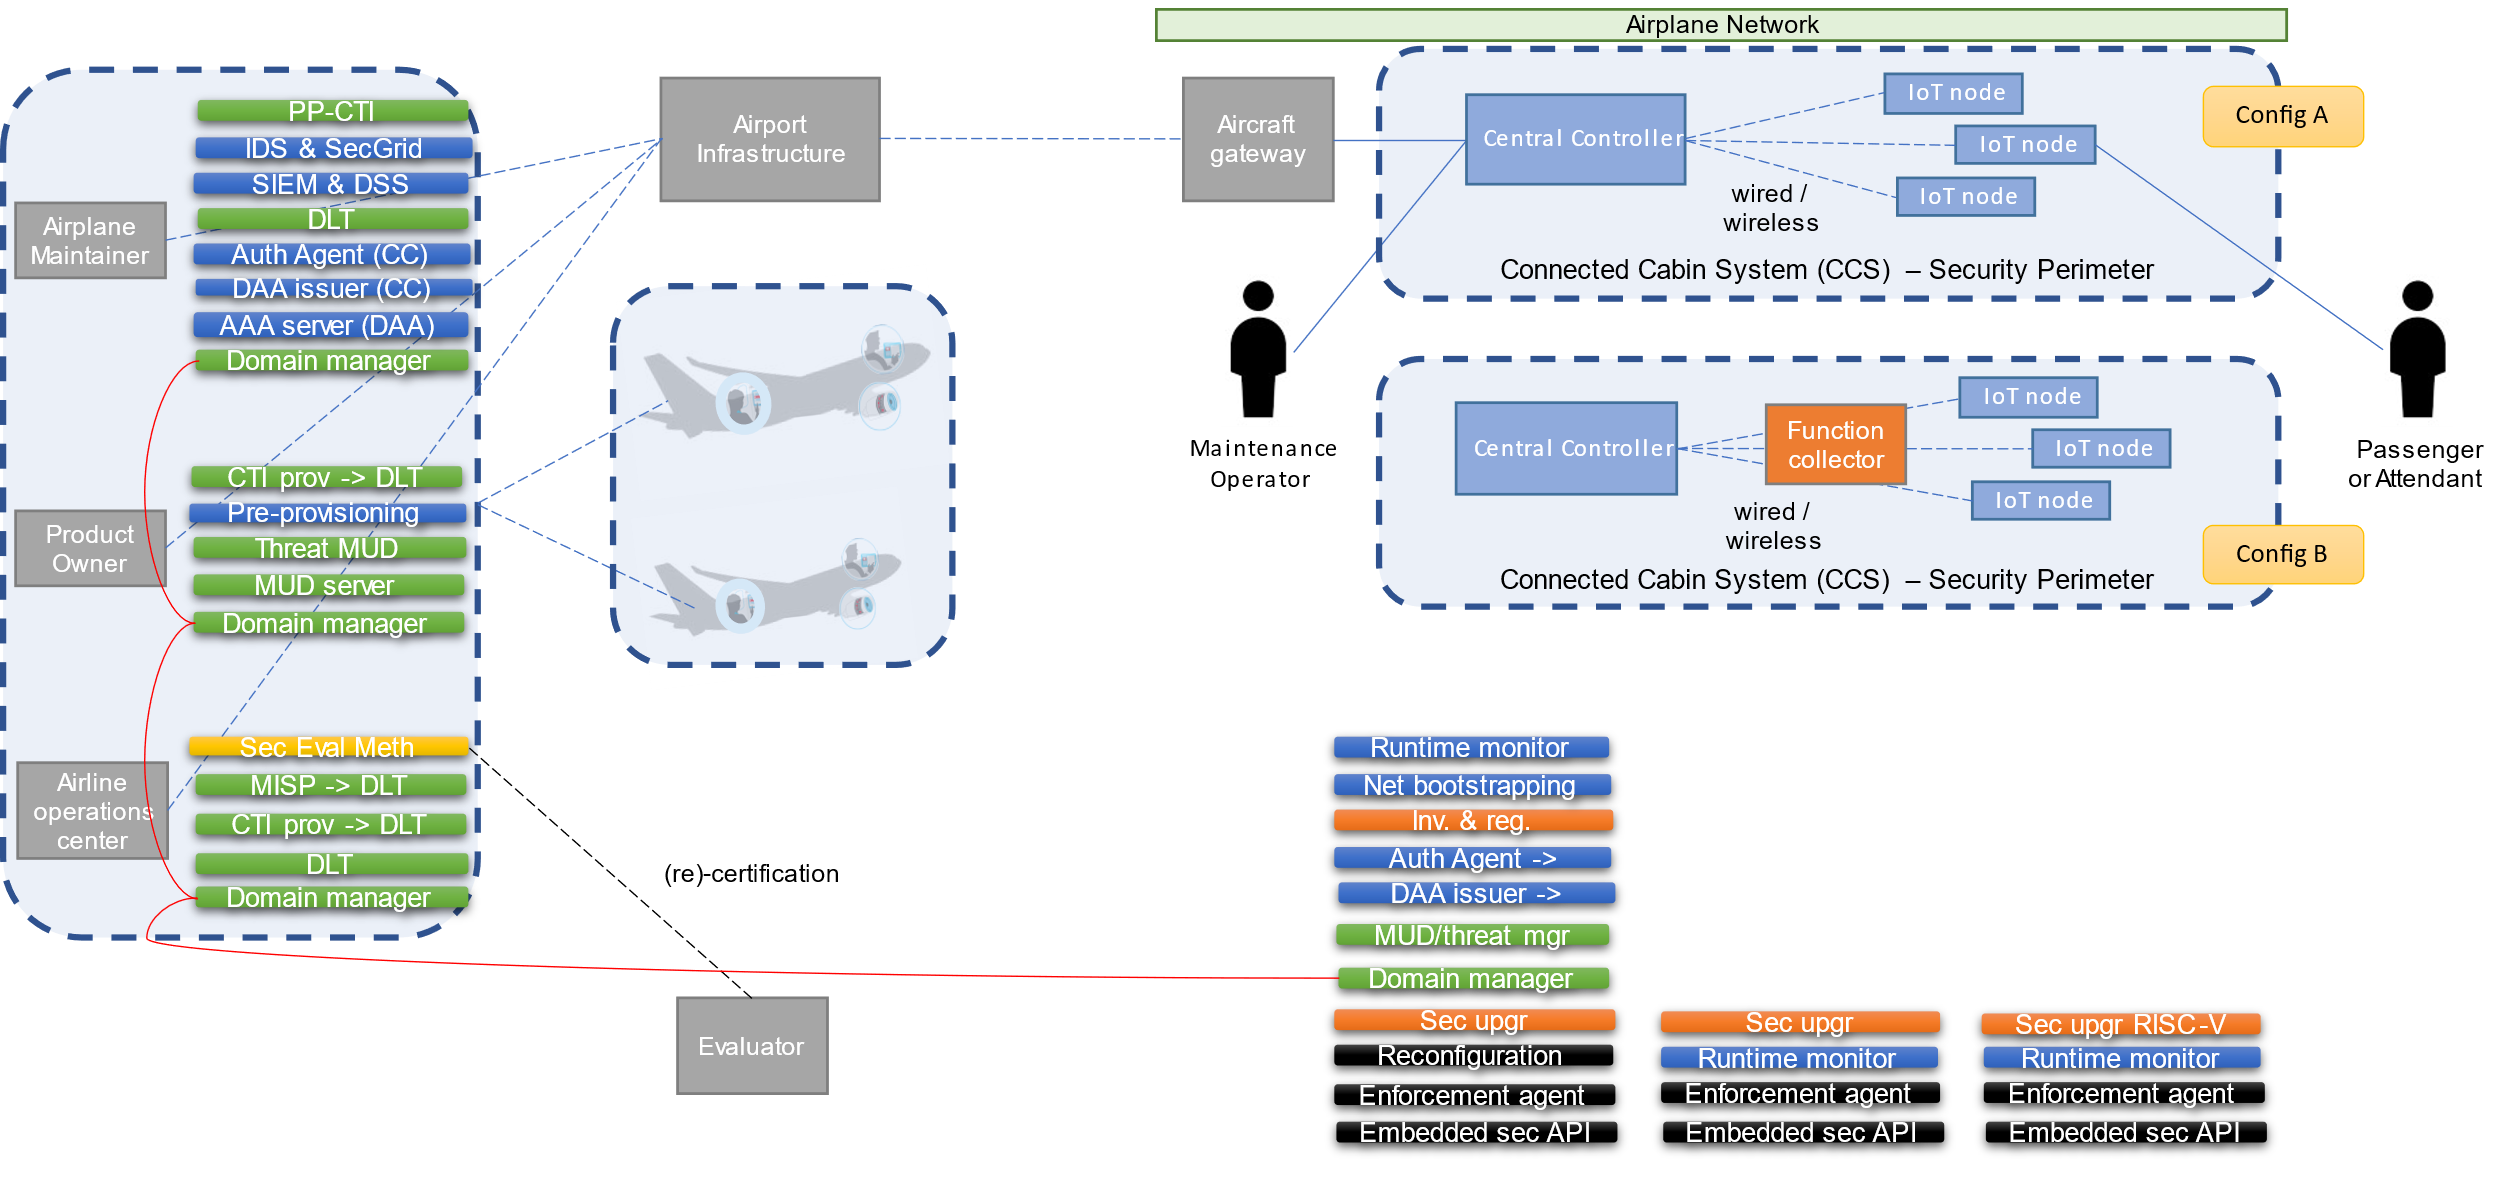 Airplane Network
PP-CTI
IDS & SecGrid
SIEM & DSS
DLT
Auth Agent (CC)
DAA issuer (CC)
AAA server (DAA)
Domain manager
Airplane
Maintainer
CTI prov -> DLT
Pre-provisioning
Threat MUD
MUD server
Domain manager
Product
Owner
Sec Eval Meth
MISP -> DLT
CTI prov -> DLT
DLT
Domain manager
Airline
operations
center
Airport
Infrastructure
Aircraft
gateway
Central Controller
IoT node
IoT node
IoT node
wired /
wireless
Connected Cabin System (CCS) – Security Perimeter
Config A
Maintenance
Operator
Passenger
or Attendant
Central Controller
Function
collector
IoT node
IoT node
IoT node
wired /
wireless
Connected Cabin System (CCS) – Security Perimeter
Config B
(re)-certification
Evaluator
Runtime monitor
Net bootstrapping
Inv. & reg.
Auth Agent ->
DAA issuer ->
MUD/threat mgr
Domain manager
Sec upgr
Reconfiguration
Enforcement agent
Embedded sec API
Sec upgr
Runtime monitor
Enforcement agent
Embedded sec API
Sec upgr RISC-V
Runtime monitor
Enforcement agent
Embedded sec API